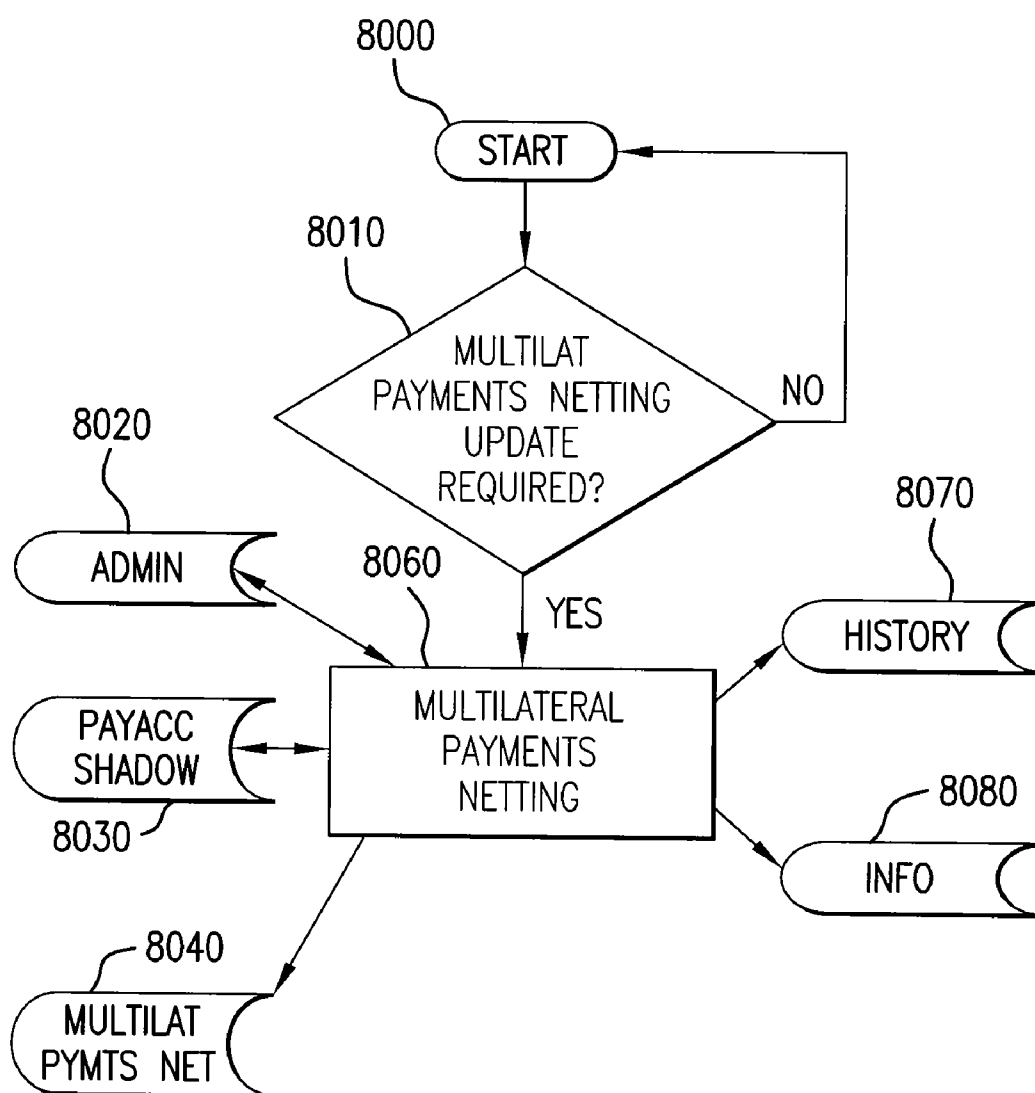 8000
START
8010
MULTILAT
PAYMENTS NETTING
UPDATE
REQUIRED?
NO
8020
ADMIN
8060
YES
8070
HISTORY
PAYACC
SHADOW
8030
MULTILATERAL
PAYMENTS
NETTING
8080
INFO
8040
MULTILAT
PYMTS NET